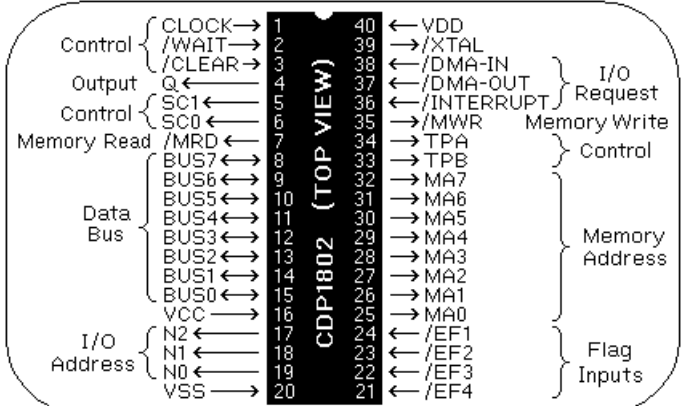 CLOCK 1 40 VDD
Control /WAIT 2 39 /XTAL
/CLEAR 3 38 /DMA-IN
Output Q 4 37 /DMA-OUT I/O
SC1 5 36 /INTERRUPT Request
Control SC0 6 35 /MWR Memory Write
Memory Read /MRD 7 34 TPA
BUS7 8 33 TPB Control
BUS6 9 32 MA7
BUS5 10 31 MA6
Data BUS4 11 30 MA5
Bus BUS3 12 29 MA4 Memory
BUS2 13 28 MA3 Address
BUS1 14 27 MA2
BUS0 15 26 MA1
VCC 16 25 MA0
I/O N2 17 24 /EF1
Address N1 18 23 /EF2 Flag
N0 19 22 /EF3 Inputs
VSS 20 21 /EF4
CDP1802 (TOP VIEW)